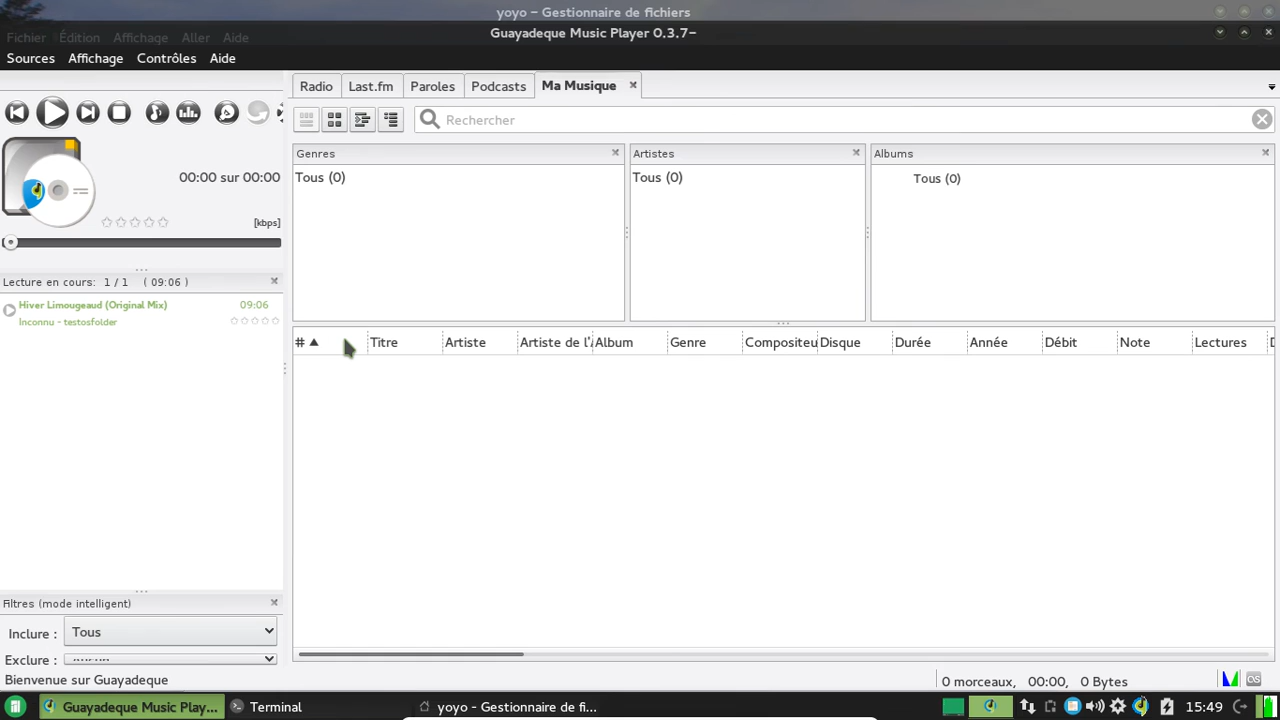 yoyo – Gestionnaire de fichiers
Guayadeque Music Player 0.3.7–
Fichier Édition Affichage Aller Aide
Sources Affichage Contrôles Aide
Radio Last.fm Paroles Podcasts Ma Musique
Rechercher
00:00 sur 00:00
[kbps]
Genres Artistes Albums
Tous (0) Tous (0) Tous (0)
Lecture en cours: 1 / 1 ( 09:06 )
Hiver Limougeaud (Original Mix) 09:06
Inconnu - testosfolder
# Titre Artiste Artiste de l'A Album Genre Compositeu Disque Durée Année Débit Note Lectures D
Filtres (mode intelligent)
Inclure : Tous
Exclure :
Bienvenue sur Guayadeque
0 morceaux, 00:00, 0 Bytes
Guayadeque Music Play... Terminal yoyo - Gestionnaire de fi... 15:49